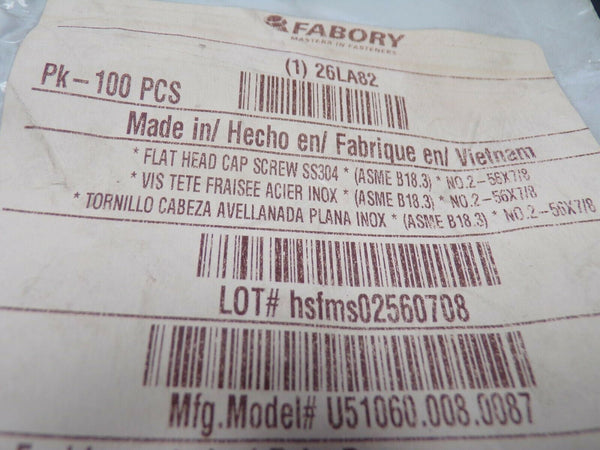 FABORY
MASTERS IN FASTENERS
(1) 26LA82
Pk-100 PCS
Made in/ Hecho en/ Fabrique en/ Vietnam
* FLAT HEAD CAP SCREW SS304 * (ASME B18.3) * NO.2-56X7/8
* VIS TETE FRAISEE ACIER INOX * (ASME B18.3) * NO.2-56X7/8
* TORNILLO CABEZA AVELLANADA PLANA INOX * (ASME B18.3) * NO.2-56X7/8
LOT# hsfms02560708
Mfg.Model# U51060.008.0087